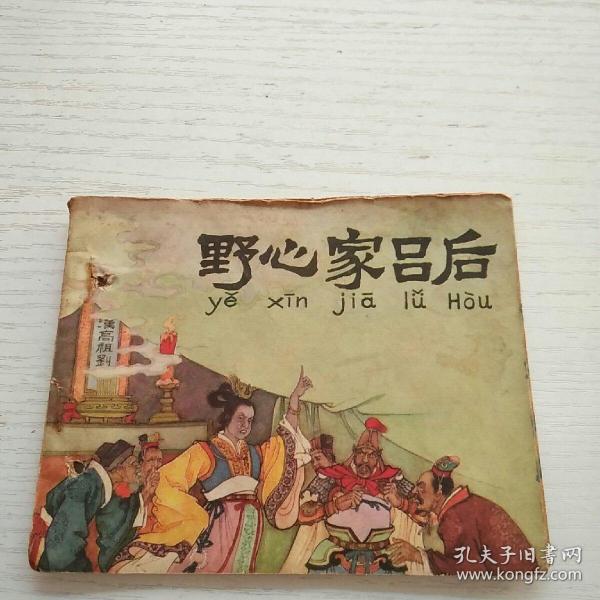 野心家吕后
yě xīn jiā lǚ Hòu
漢高祖劉
孔夫子旧书网
www.kongfz.com